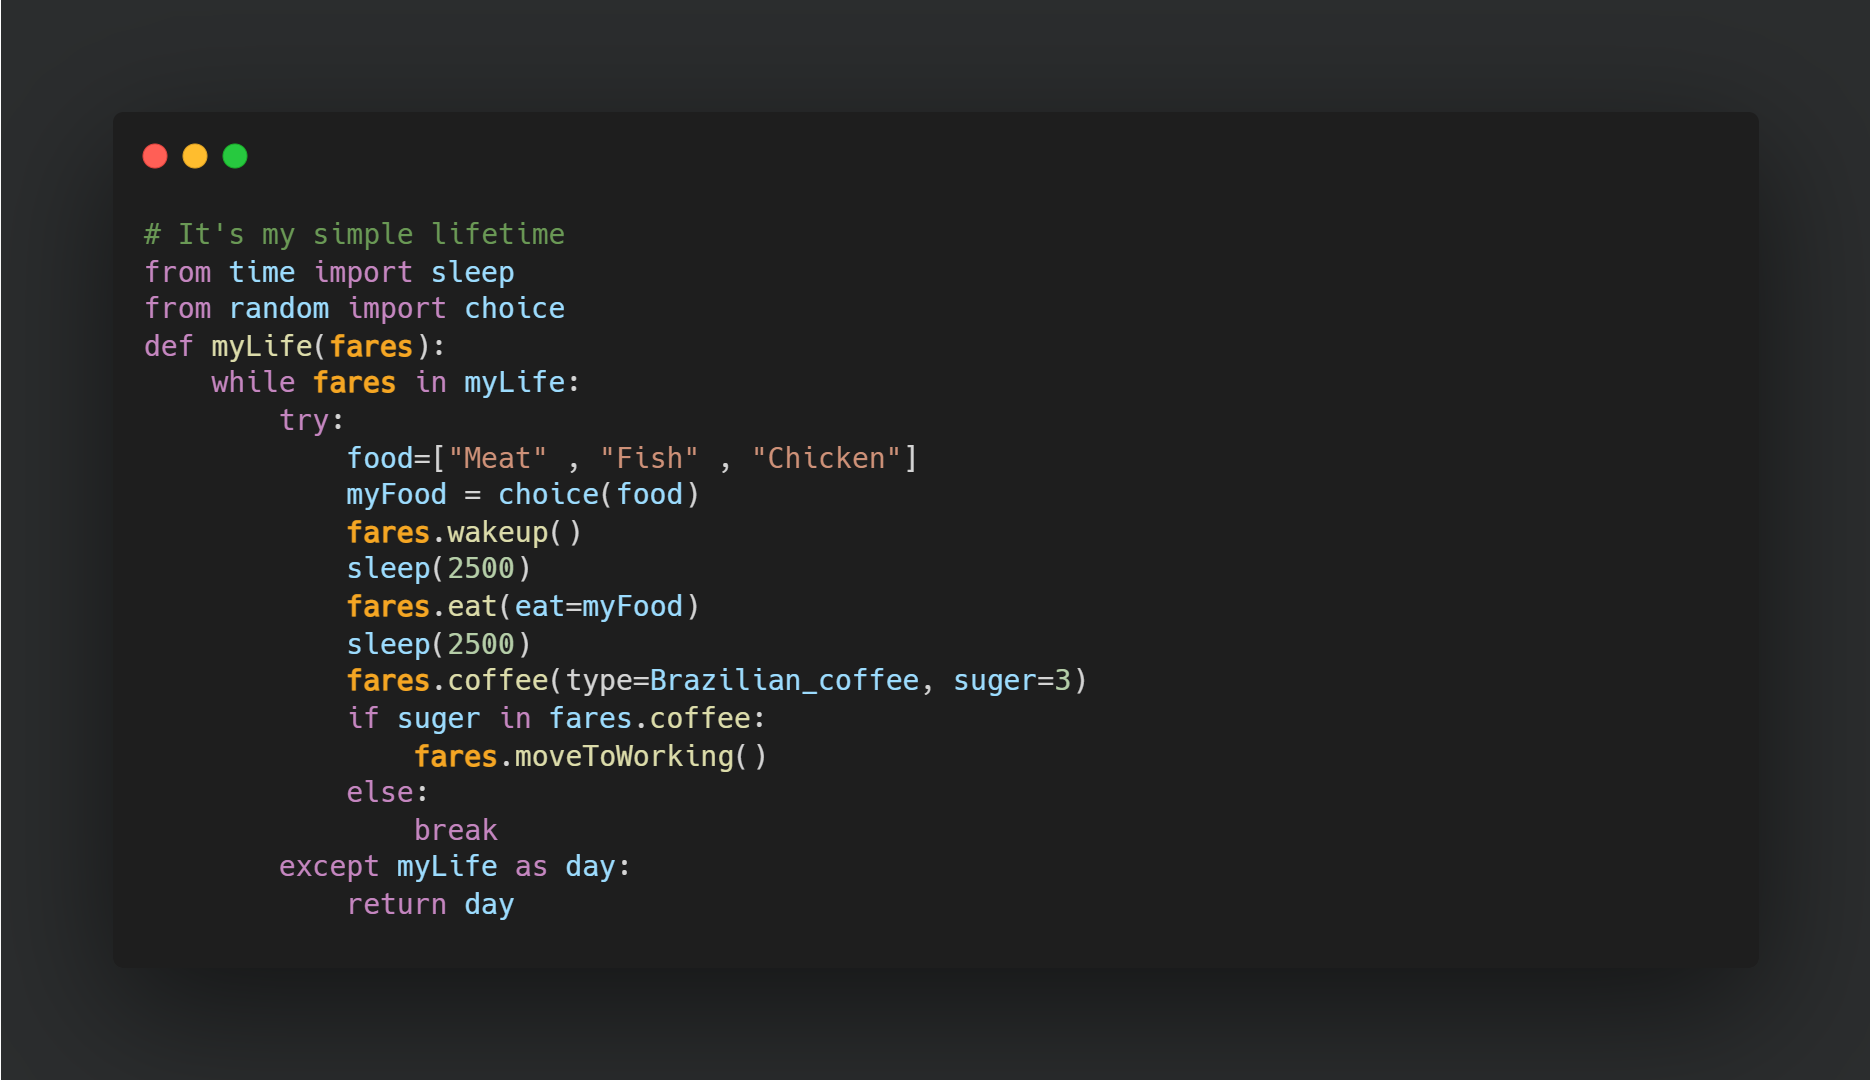 # It's my simple lifetime
from time import sleep
from random import choice
def myLife(fares):
    while fares in myLife:
        try:
            food=["Meat" , "Fish" , "Chicken"]
            myFood = choice(food)
            fares.wakeup()
            sleep(2500)
            fares.eat(eat=myFood)
            sleep(2500)
            fares.coffee(type=Brazilian_coffee, suger=3)
            if suger in fares.coffee:
                fares.moveToWorking()
            else:
                break
        except myLife as day:
            return day